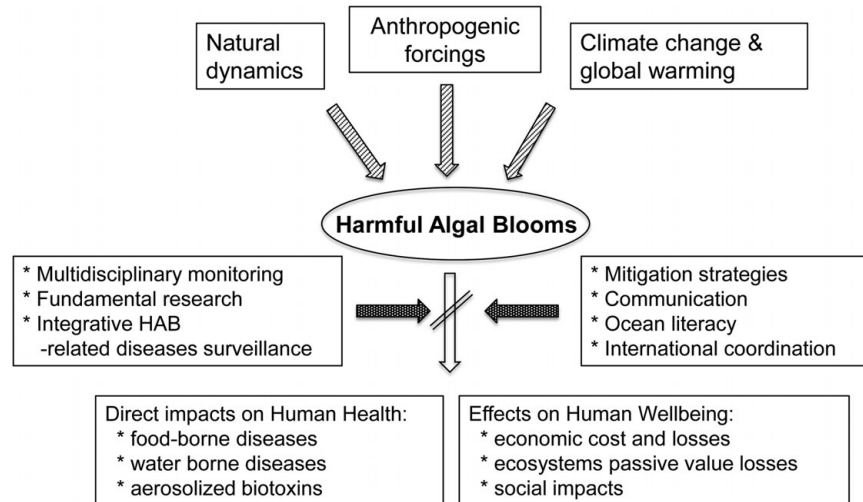 Natural
dynamics
Anthropogenic
forcings
Climate change &
global warming
Harmful Algal Blooms
* Multidisciplinary monitoring
* Fundamental research
* Integrative HAB
-related diseases surveillance
* Mitigation strategies
* Communication
* Ocean literacy
* International coordination
Direct impacts on Human Health:
* food-borne diseases
* water borne diseases
* aerosolized biotoxins
Effects on Human Wellbeing:
* economic cost and losses
* ecosystems passive value losses
* social impacts